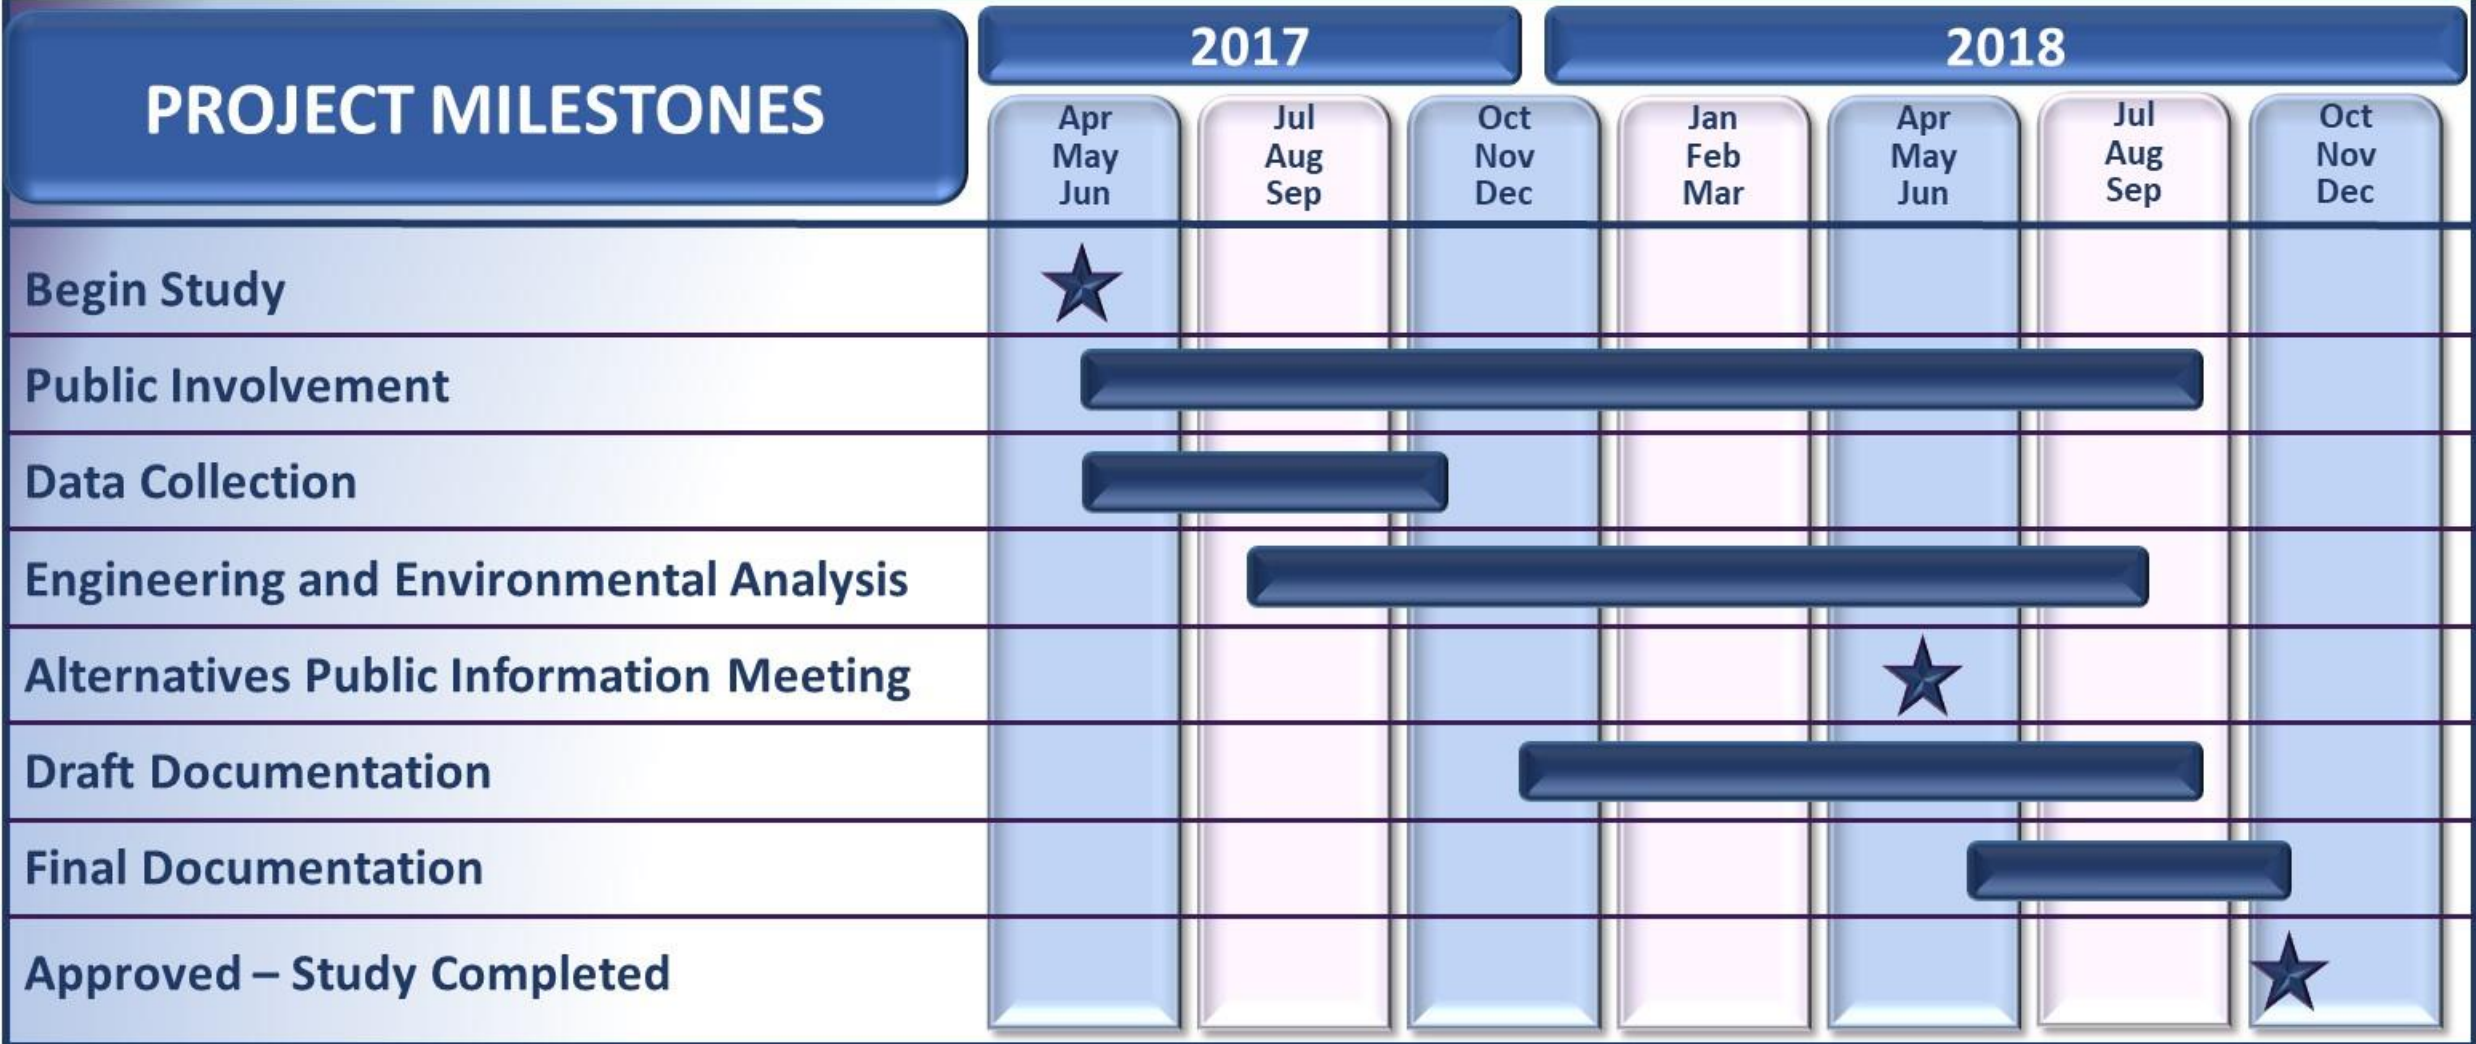 PROJECT MILESTONES
2017
2018
Apr
May
Jun
Jul
Aug
Sep
Oct
Nov
Dec
Jan
Feb
Mar
Apr
May
Jun
Jul
Aug
Sep
Oct
Nov
Dec
Begin Study
Public Involvement
Data Collection
Engineering and Environmental Analysis
Alternatives Public Information Meeting
Draft Documentation
Final Documentation
Approved – Study Completed